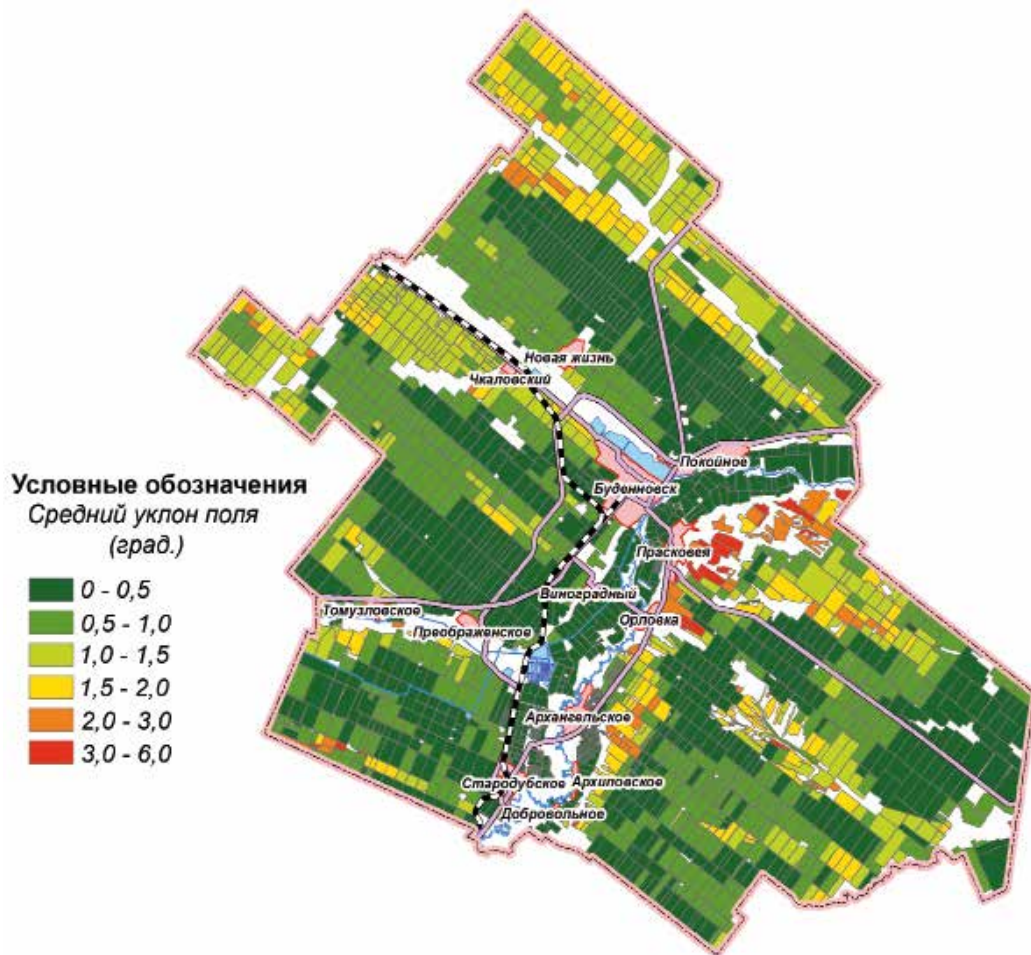 Новая жизнь
Чкаловский
Покойное
Буденновск
Прасковея
Виноградный
Томузловское
Преображенское
Орловка
Архангельское
Стародубское
Архиповское
Добровольное
Условные обозначения
Средний уклон поля
(град.)
0 - 0,5
0,5 - 1,0
1,0 - 1,5
1,5 - 2,0
2,0 - 3,0
3,0 - 6,0